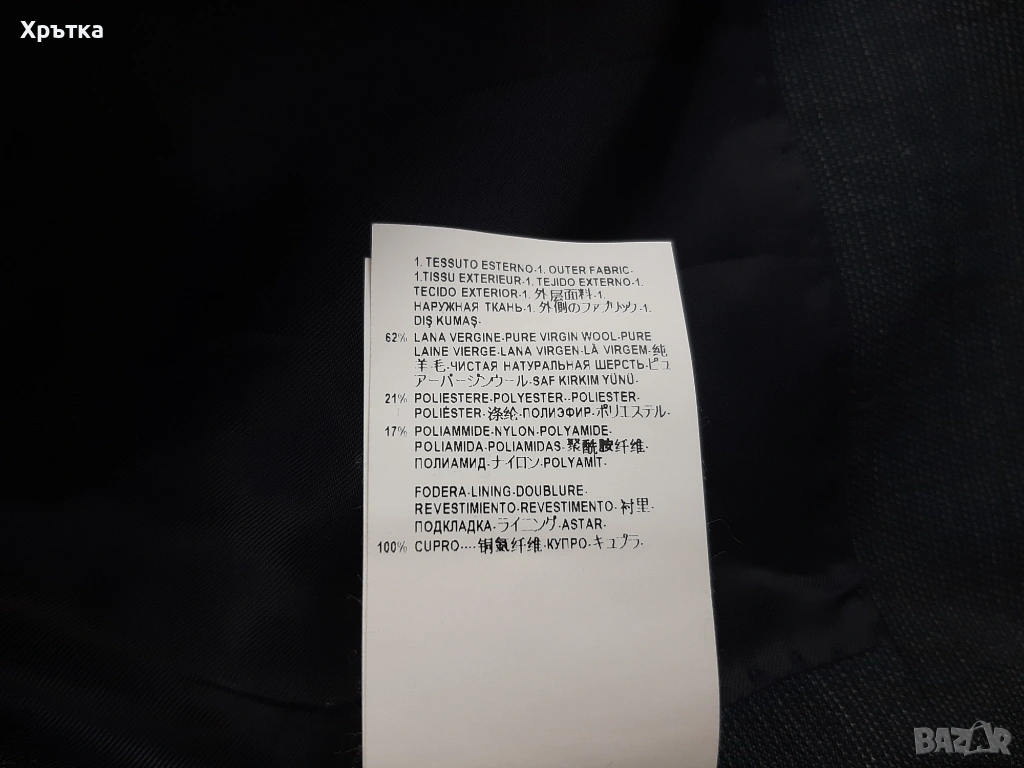 Хрътка
1. TESSUTO ESTERNO-1. OUTER FABRIC-
1.TISSU EXTERIEUR-1. TEJIDO EXTERNO-1.
TECIDO EXTERIOR-1. 外层面料-1.
НАРУЖНАЯ ТКАНЬ-1. 外側のファブリック-1.
DIŞ KUMAŞ-
62% LANA VERGINE-PURE VIRGIN WOOL-PURE
LAINE VIERGE-LANA VIRGEN-LÃ VIRGEM-纯
羊毛-ЧИСТАЯ НАТУРАЛЬНАЯ ШЕРСТЬ-ピュ
アーバージンウール-SAF KIRKIM YÜNÜ-
21% POLIESTERE-POLYESTER--POLIESTER-
POLIÉSTER-涤纶-ПОЛИЭФИР-ポリエステル-
17% POLIAMMIDE-NYLON-POLYAMIDE-
POLIAMIDA-POLIAMIDAS-聚酰胺纤维-
ПОЛИАМИД-ナイロン-POLYAMİT-
FODERA-LINING-DOUBLURE-
REVESTIMIENTO-REVESTIMENTO-衬里-
ПОДКЛАДКА-ライニング-ASTAR-
100% CUPRO----铜氨纤维-КУПРО-キュプラ-
BAZAR